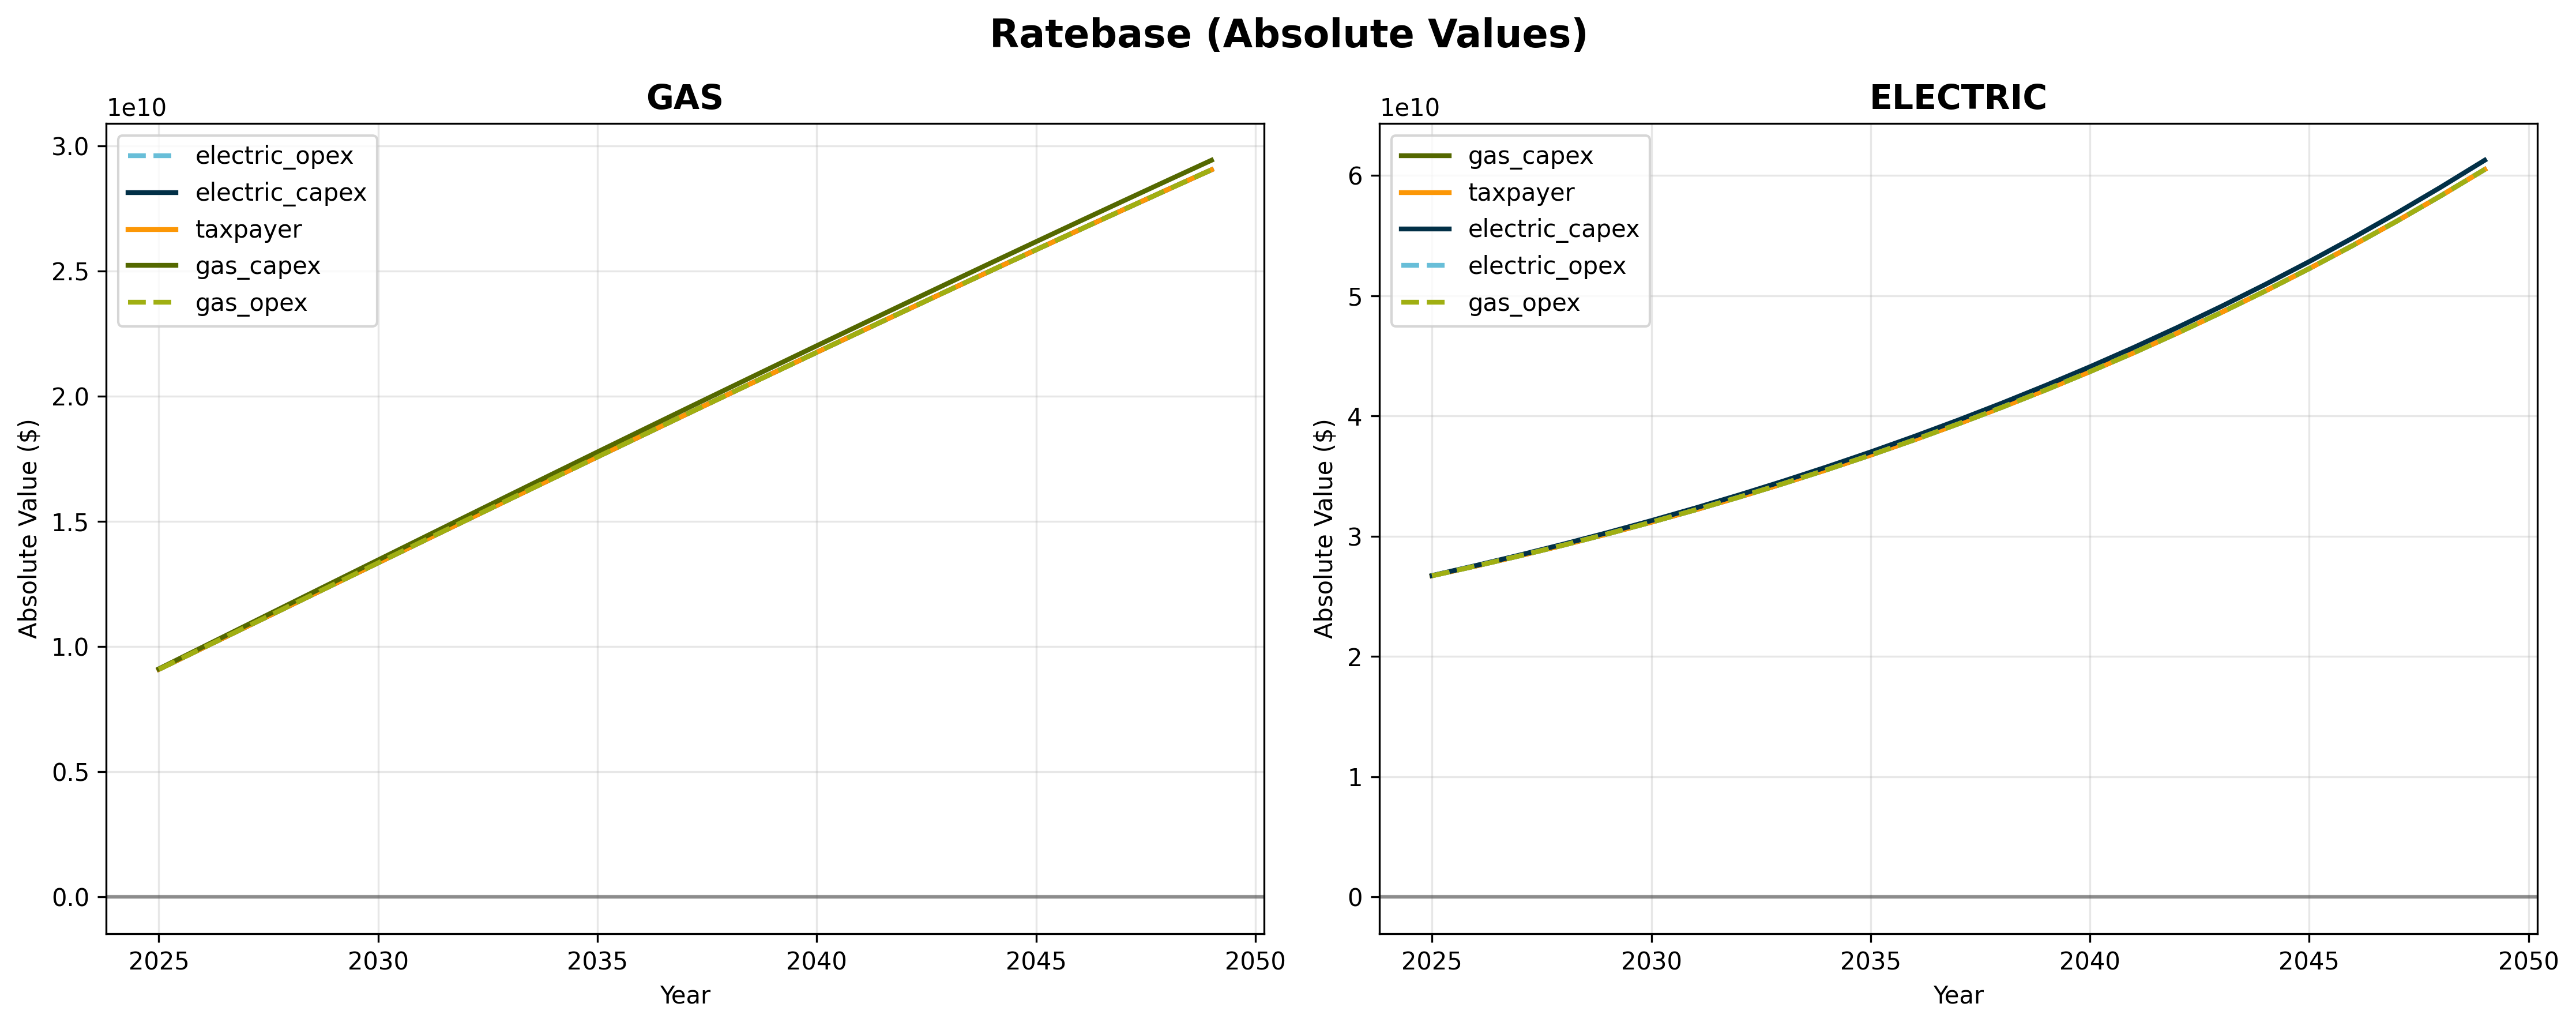 Ratebase (Absolute Values)
GAS
1e10
electric_opex
electric_capex
taxpayer
gas_capex
gas_opex
3.0
2.5
2.0
1.5
1.0
0.5
0.0
Absolute Value ($)
2025 2030 2035 2040 2045 2050
Year
ELECTRIC
1e10
gas_capex
taxpayer
electric_capex
electric_opex
gas_opex
6
5
4
3
2
1
0
Absolute Value ($)
2025 2030 2035 2040 2045 2050
Year